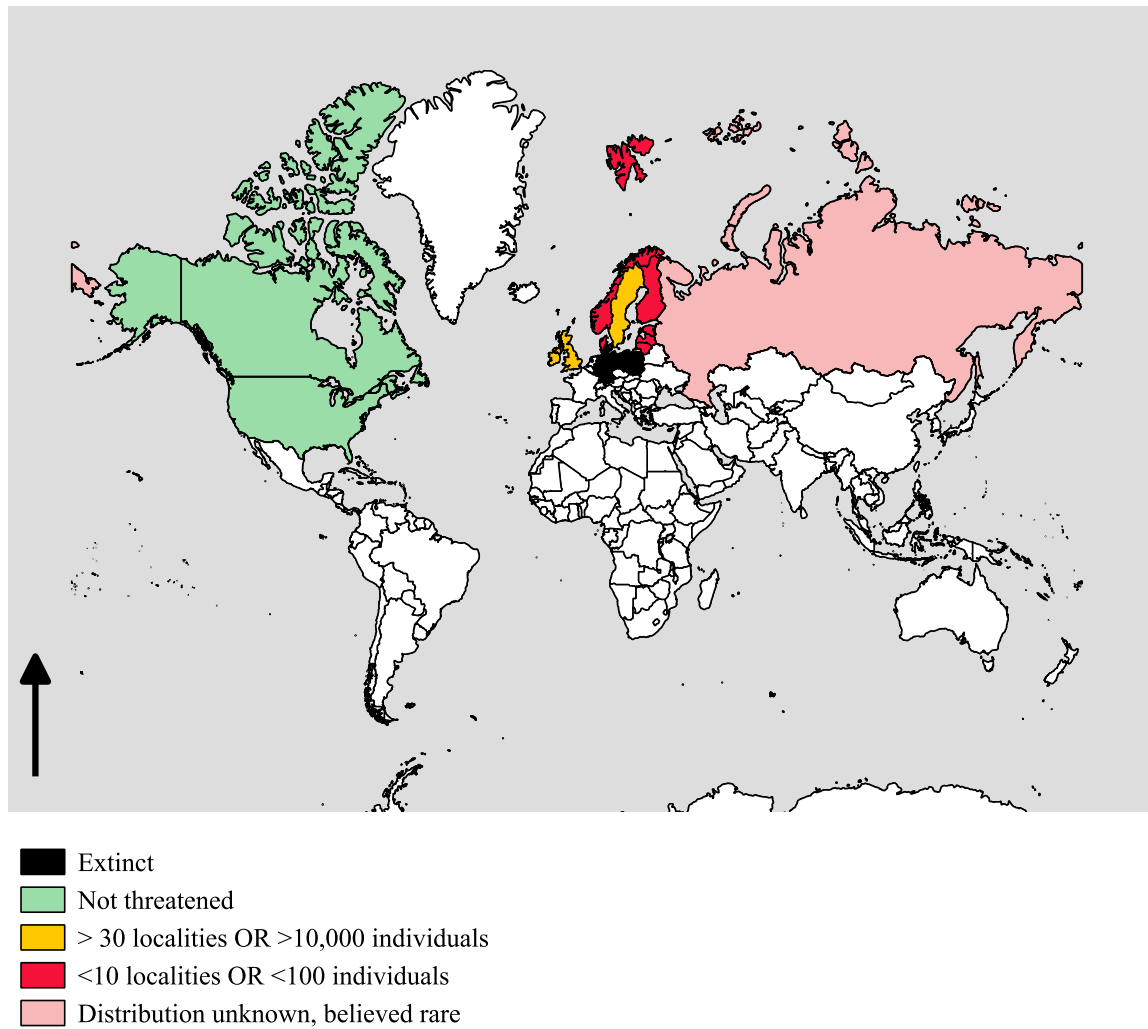 Extinct
Not threatened
> 30 localities OR >10,000 individuals
<10 localities OR <100 individuals
Distribution unknown, believed rare